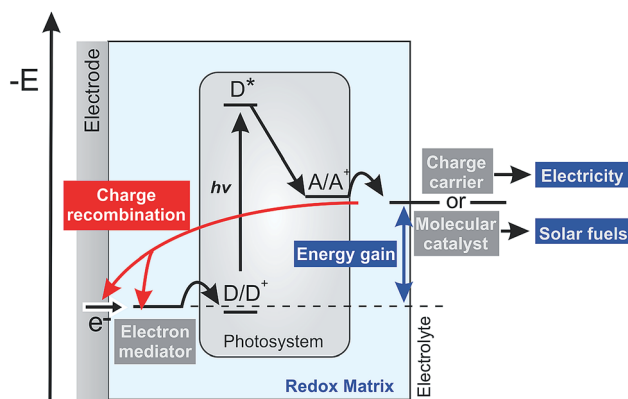 -E
Electrode
D*
hv
A/A+
Charge
recombination
Charge
carrier
Electricity
or
Molecular
catalyst
Solar fuels
Energy gain
e-
D/D+
Electron
mediator
Photosystem
Redox Matrix
Electrolyte